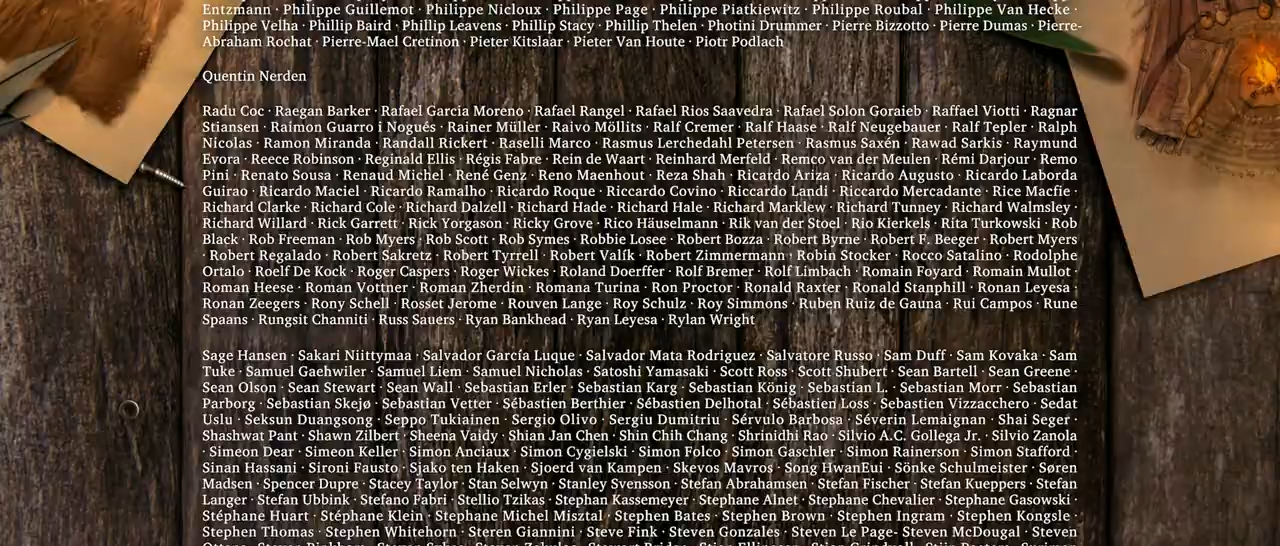 Entzmann · Philippe Guillemot · Philippe Nicloux · Philippe Page · Philippe Piatkiewitz · Philippe Roubal · Philippe Van Hecke ·
Philippe Velha · Phillip Baird · Phillip Leavens · Phillip Stacy · Phillip Thelen · Photini Drummer · Pierre Bizzotto · Pierre Dumas · Pierre-
Abraham Rochat · Pierre-Mael Cretinon · Pieter Kitslaar · Pieter Van Houte · Piotr Podlach
Quentin Nerden
Radu Coc · Raegan Barker · Rafael Garcia Moreno · Rafael Rangel · Rafael Rios Saavedra · Rafael Solon Goraieb · Raffael Viotti · Ragnar
Stiansen · Raimon Guarro i Nogués · Rainer Müller · Raivo Möllits · Ralf Cremer · Ralf Haase · Ralf Neugebauer · Ralf Tepler · Ralph
Nicolas · Ramon Miranda · Randall Rickert · Raselli Marco · Rasmus Lerchedahl Petersen · Rasmus Saxén · Rawad Sarkis · Raymund
Evora · Reece Robinson · Reginald Ellis · Régis Fabre · Rein de Waart · Reinhard Merfeld · Remco van der Meulen · Rémi Darjour · Remo
Pini · Renato Sousa · Renaud Michel · René Genz · Reno Maenhout · Reza Shah · Ricardo Ariza · Ricardo Augusto · Ricardo Laborda
Guirao · Ricardo Maciel · Ricardo Ramalho · Ricardo Roque · Riccardo Covino · Riccardo Landi · Riccardo Mercadante · Rice Macfie ·
Richard Clarke · Richard Cole · Richard Dalzell · Richard Hade · Richard Hale · Richard Marklew · Richard Tunney · Richard Walmsley ·
Richard Willard · Rick Garrett · Rick Yorgason · Ricky Grove · Rico Häuselmann · Rik van der Stoel · Rio Kierkels · Rita Turkowski · Rob
Black · Rob Freeman · Rob Myers · Rob Scott · Rob Symes · Robbie Losee · Robert Bozza · Robert Byrne · Robert F. Beeger · Robert Myers
· Robert Regalado · Robert Sakretz · Robert Tyrrell · Robert Valík · Robert Zimmermann · Robin Stocker · Rocco Satalino · Rodolphe
Ortalo · Roelf De Kock · Roger Caspers · Roger Wickes · Roland Doerffer · Rolf Bremer · Rolf Limbach · Romain Foyard · Romain Mullot ·
Roman Heese · Roman Vottner · Roman Zherdin · Romana Turina · Ron Proctor · Ronald Raxter · Ronald Stanphill · Ronan Leyesa ·
Ronan Zeegers · Rony Schell · Rosset Jerome · Rouven Lange · Roy Schulz · Roy Simmons · Ruben Ruiz de Gauna · Rui Campos · Rune
Spaans · Rungsit Channiti · Russ Sauers · Ryan Bankhead · Ryan Leyesa · Rylan Wright
Sage Hansen · Sakari Niittymaa · Salvador García Luque · Salvador Mata Rodriguez · Salvatore Russo · Sam Duff · Sam Kovaka · Sam
Tuke · Samuel Gaehwiler · Samuel Liem · Samuel Nicholas · Satoshi Yamasaki · Scott Ross · Scott Shubert · Sean Bartell · Sean Greene ·
Sean Olson · Sean Stewart · Sean Wall · Sebastian Erler · Sebastian Karg · Sebastian König · Sebastian L. · Sebastian Morr · Sebastian
Parborg · Sebastian Skejø · Sebastian Vetter · Sébastien Berthier · Sébastien Delhotal · Sébastien Loss · Sebastien Vizzacchero · Sedat
Uslu · Seksun Duangsong · Seppo Tukiainen · Sergio Olivo · Sergiu Dumitriu · Sérvulo Barbosa · Séverin Lemaignan · Shai Seger ·
Shashwat Pant · Shawn Zilbert · Sheena Vaidy · Shian Jan Chen · Shin Chih Chang · Shrinidhi Rao · Silvio A.C. Gollega Jr. · Silvio Zanola
· Simeon Dear · Simeon Keller · Simon Anciaux · Simon Cygielski · Simon Folco · Simon Gaschler · Simon Rainerson · Simon Stafford ·
Sinan Hassani · Sironi Fausto · Sjako ten Haken · Sjoerd van Kampen · Skevos Mavros · Song HwanEui · Sönke Schulmeister · Søren
Madsen · Spencer Dupre · Stacey Taylor · Stan Selwyn · Stanley Svensson · Stefan Abrahamsen · Stefan Fischer · Stefan Kueppers · Stefan
Langer · Stefan Ubbink · Stefano Fabri · Stellio Tzikas · Stephan Kassemeyer · Stephane Alnet · Stephane Chevalier · Stephane Gasowski ·
Stéphane Huart · Stéphane Klein · Stephane Michel Misztal · Stephen Bates · Stephen Brown · Stephen Ingram · Stephen Kongsle ·
Stephen Thomas · Stephen Whitehorn · Steren Giannini · Steve Fink · Steven Gonzales · Steven Le Page- Steven McDougal · Steven